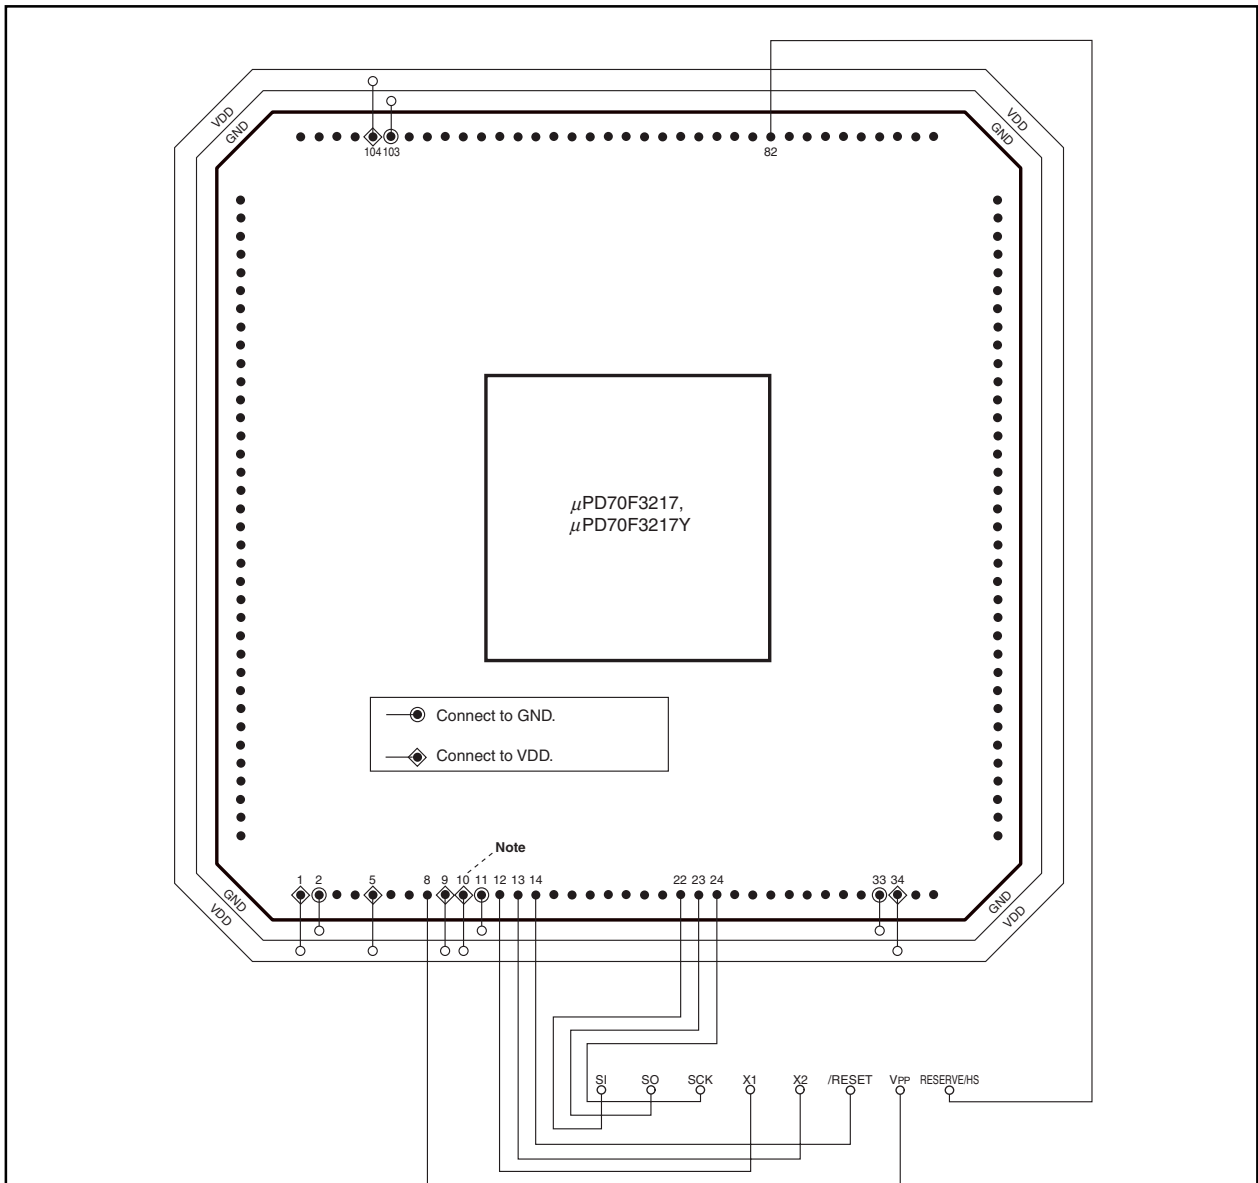 VDD
GND
VDD
GND
104 103
82
μPD70F3217,
μPD70F3217Y
Connect to GND.
Connect to VDD.
Note
1 2 5 8 9 10 11 12 13 14 22 23 24 33 34
GND
VDD
GND
VDD
SI SO SCK X1 X2 /RESET VPP RESERVE/HS